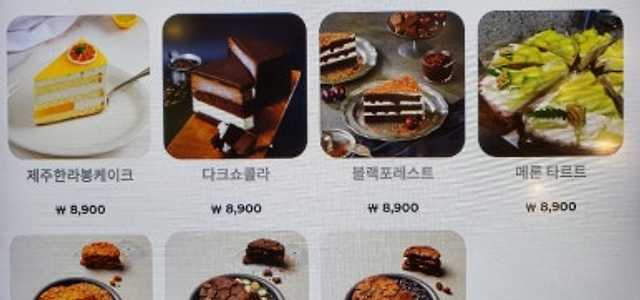 제주한라봉케이크
다크쇼콜라
블랙포레스트
메론 타르트
₩ 8,900
₩ 8,900
₩ 8,900
₩ 8,900